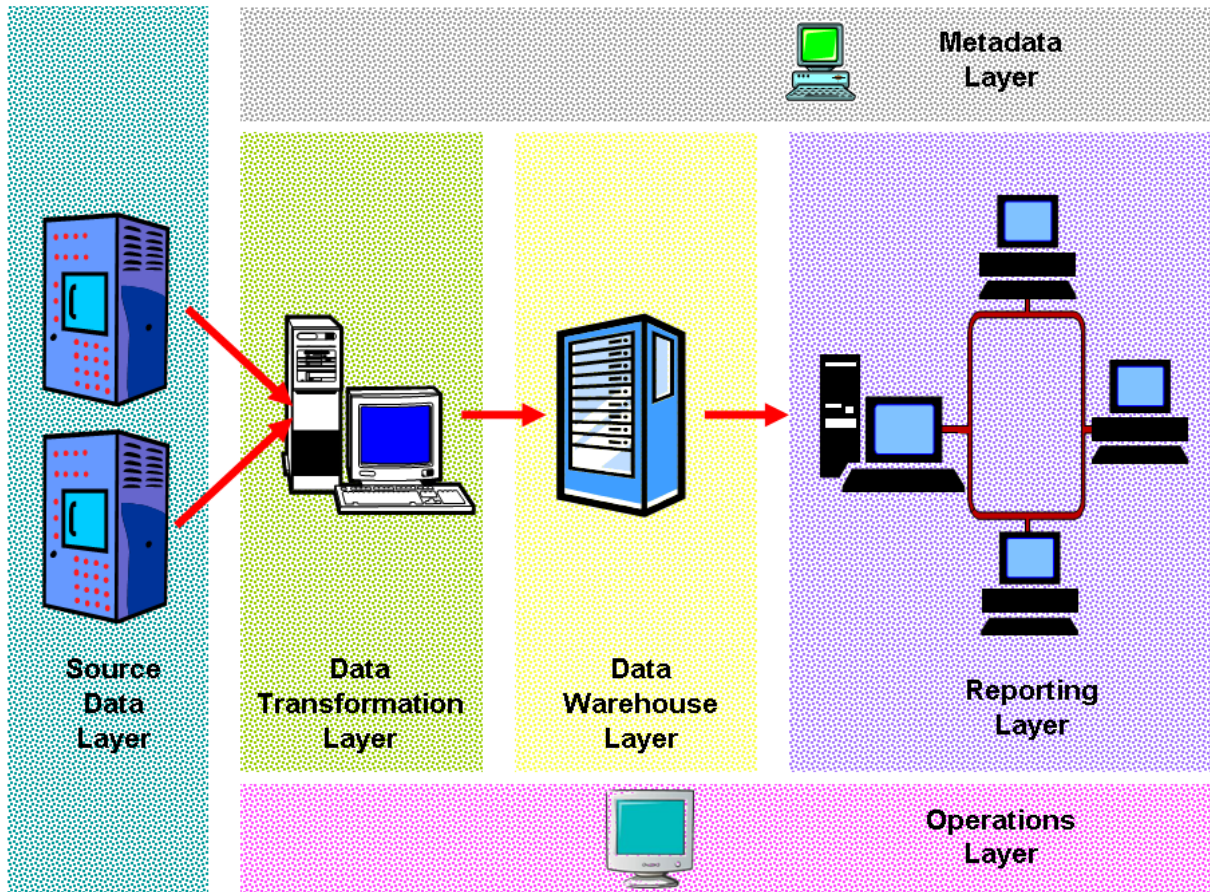 Metadata
Layer
Source
Data
Layer
Data
Transformation
Layer
Data
Warehouse
Layer
Reporting
Layer
Operations
Layer